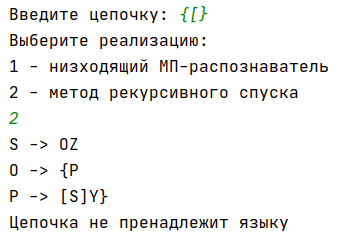 Введите цепочку: {[}
Выберите реализацию:
1 - низходящий МП-распознаватель
2 - метод рекурсивного спуска
2
S -> OZ
O -> {P
P -> [S]Y}
Цепочка не пренадлежит языку